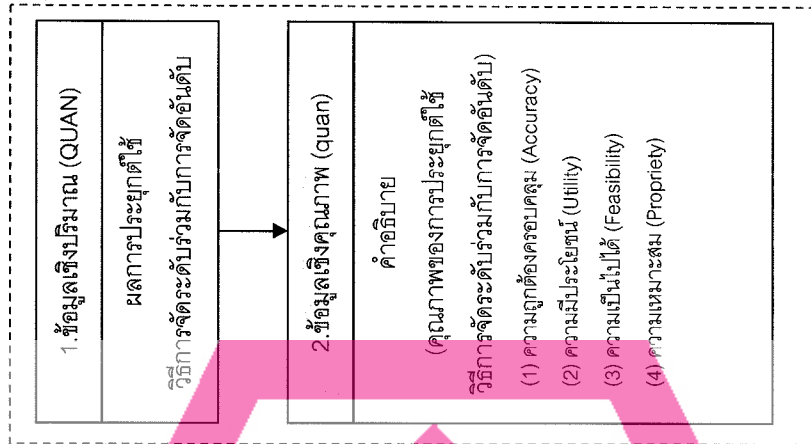 1.ข้อมูลเชิงปริมาณ (QUAN)
ผลการประยุกต์ใช้
วิธีการจัดระดับร่วมกับการจัดอันดับ
2.ข้อมูลเชิงคุณภาพ (quan)
คำอธิบาย
(คุณภาพของการประยุกต์ใช้
วิธีการจัดระดับร่วมกับการจัดอันดับ)
(1) ความถูกต้องครอบคลุม (Accuracy)
(2) ความมีประโยชน์ (Utility)
(3) ความเป็นไปได้ (Feasibility)
(4) ความเหมาะสม (Propriety)